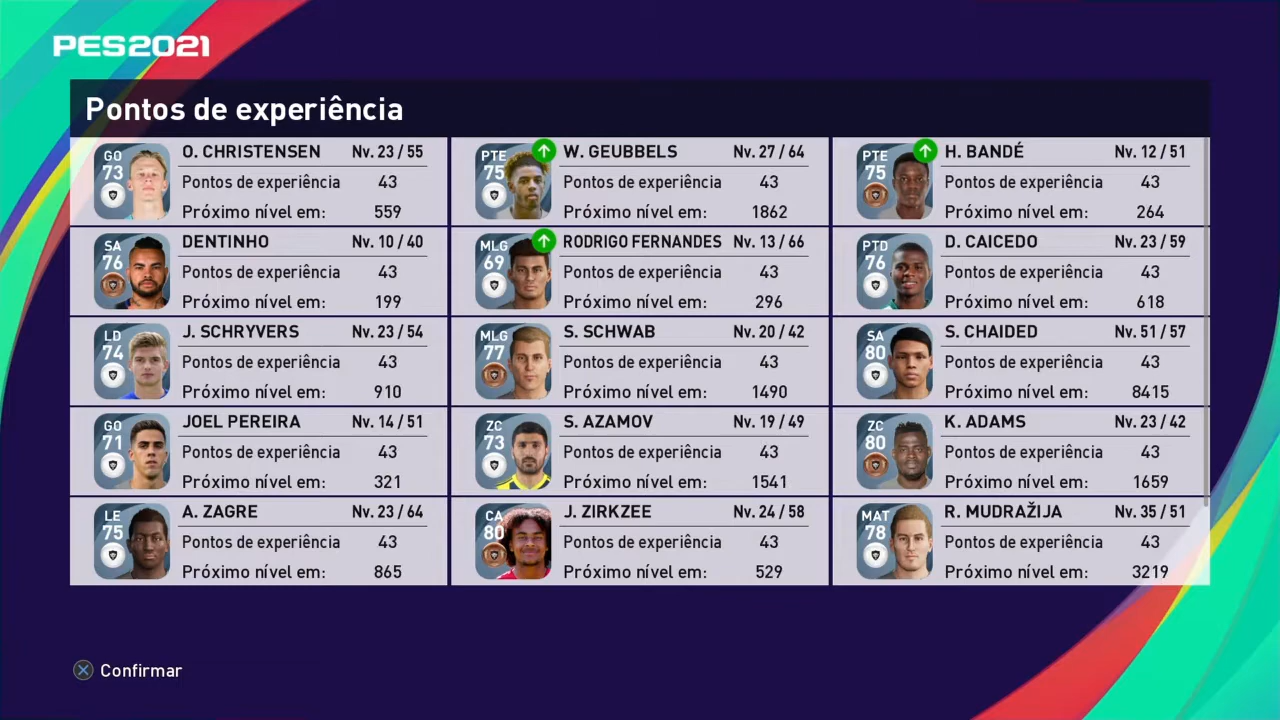 PES2021
Pontos de experiência
GO 73 O. CHRISTENSEN Nv. 23 / 55
Pontos de experiência 43
Próximo nível em: 559
PTE 75 W. GEUBBELS Nv. 27 / 64
Pontos de experiência 43
Próximo nível em: 1862
PTE 75 H. BANDÉ Nv. 12 / 51
Pontos de experiência 43
Próximo nível em: 264
SA 76 DENTINHO Nv. 10 / 40
Pontos de experiência 43
Próximo nível em: 199
MLG 69 RODRIGO FERNANDES Nv. 13 / 66
Pontos de experiência 43
Próximo nível em: 296
PTD 76 D. CAICEDO Nv. 23 / 59
Pontos de experiência 43
Próximo nível em: 618
LD 74 J. SCHRYVERS Nv. 23 / 54
Pontos de experiência 43
Próximo nível em: 910
MLG 77 S. SCHWAB Nv. 20 / 42
Pontos de experiência 43
Próximo nível em: 1490
SA 80 S. CHAIDED Nv. 51 / 57
Pontos de experiência 43
Próximo nível em: 8415
GO 71 JOEL PEREIRA Nv. 14 / 51
Pontos de experiência 43
Próximo nível em: 321
ZC 73 S. AZAMOV Nv. 19 / 49
Pontos de experiência 43
Próximo nível em: 1541
ZC 80 K. ADAMS Nv. 23 / 42
Pontos de experiência 43
Próximo nível em: 1659
LE 75 A. ZAGRE Nv. 23 / 64
Pontos de experiência 43
Próximo nível em: 865
CA 80 J. ZIRKZEE Nv. 24 / 58
Pontos de experiência 43
Próximo nível em: 529
MAT 78 R. MUDRAŽIJA Nv. 35 / 51
Pontos de experiência 43
Próximo nível em: 3219
Confirmar